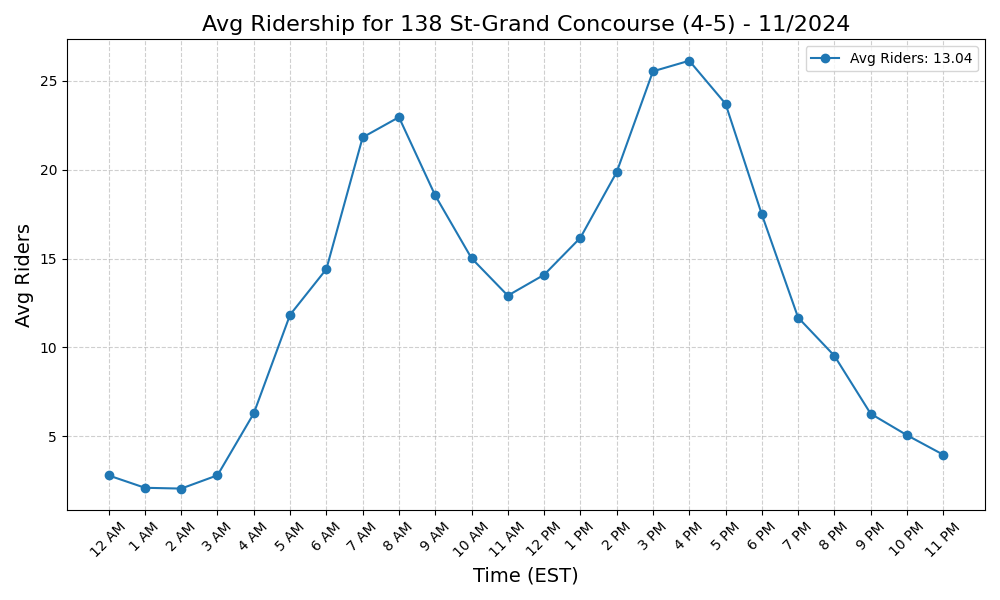 Avg Ridership for 138 St-Grand Concourse (4-5) - 11/2024
Avg Riders: 13.04
25
20
15
10
5
Avg Riders
12 AM
1 AM
2 AM
3 AM
4 AM
5 AM
6 AM
7 AM
8 AM
9 AM
10 AM
11 AM
12 PM
1 PM
2 PM
3 PM
4 PM
5 PM
6 PM
7 PM
8 PM
9 PM
10 PM
11 PM
Time (EST)